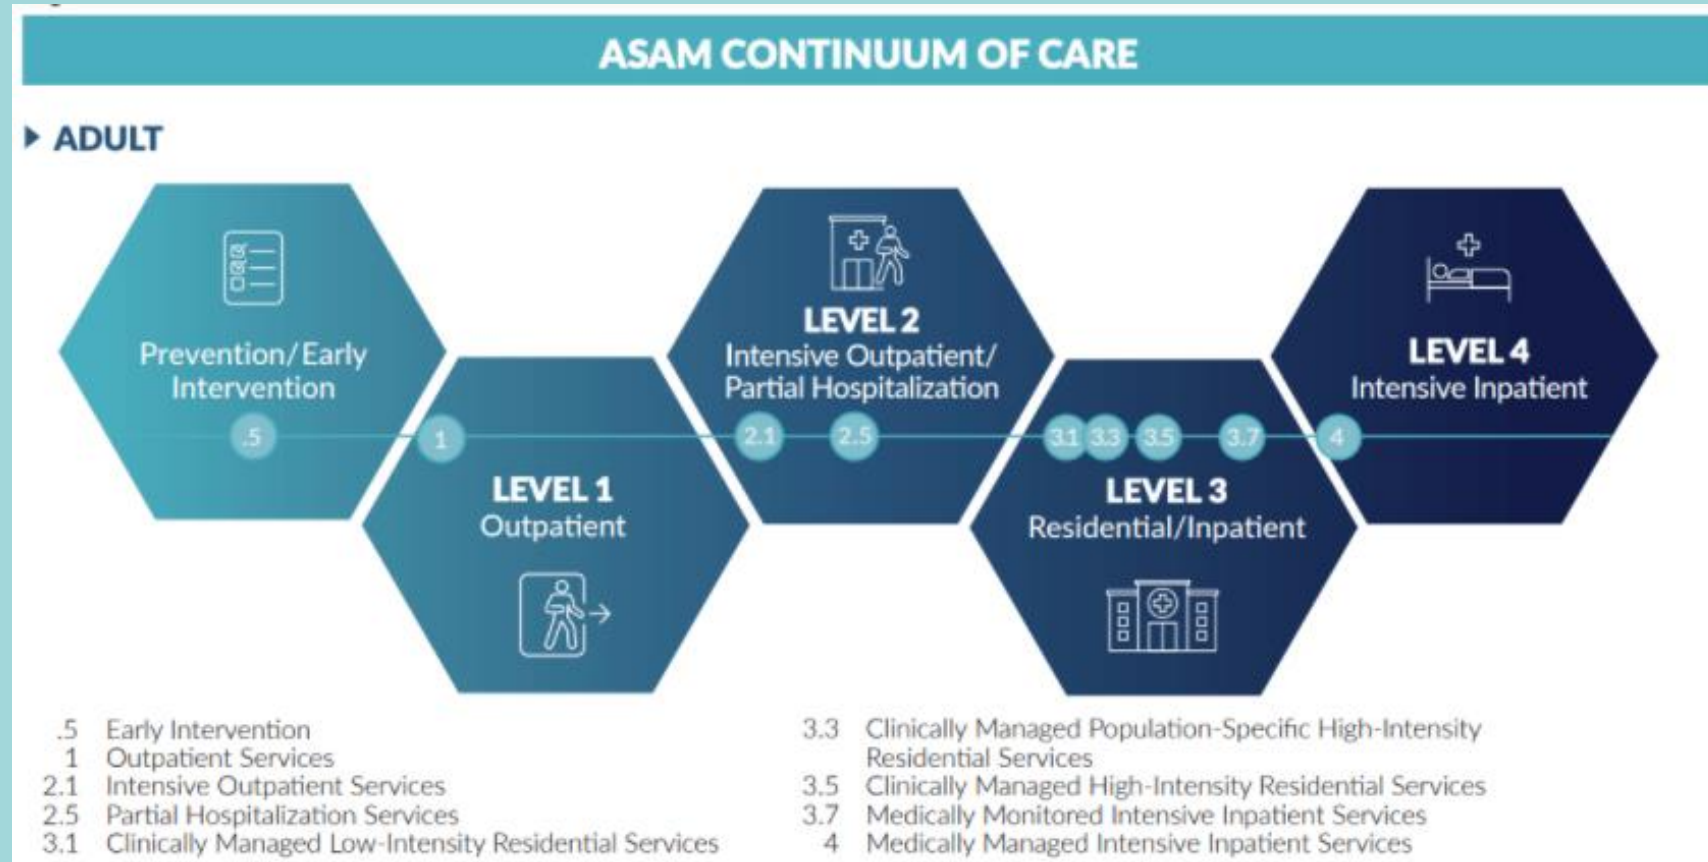 ASAM CONTINUUM OF CARE
ADULT
Prevention/Early
Intervention
.5
1
LEVEL 1
Outpatient
LEVEL 2
Intensive Outpatient/
Partial Hospitalization
2.1
2.5
3.1
3.3
3.5
3.7
LEVEL 3
Residential/Inpatient
LEVEL 4
Intensive Inpatient
4
.5 Early Intervention
1 Outpatient Services
2.1 Intensive Outpatient Services
2.5 Partial Hospitalization Services
3.1 Clinically Managed Low-Intensity Residential Services
3.3 Clinically Managed Population-Specific High-Intensity
Residential Services
3.5 Clinically Managed High-Intensity Residential Services
3.7 Medically Monitored Intensive Inpatient Services
4 Medically Managed Intensive Inpatient Services